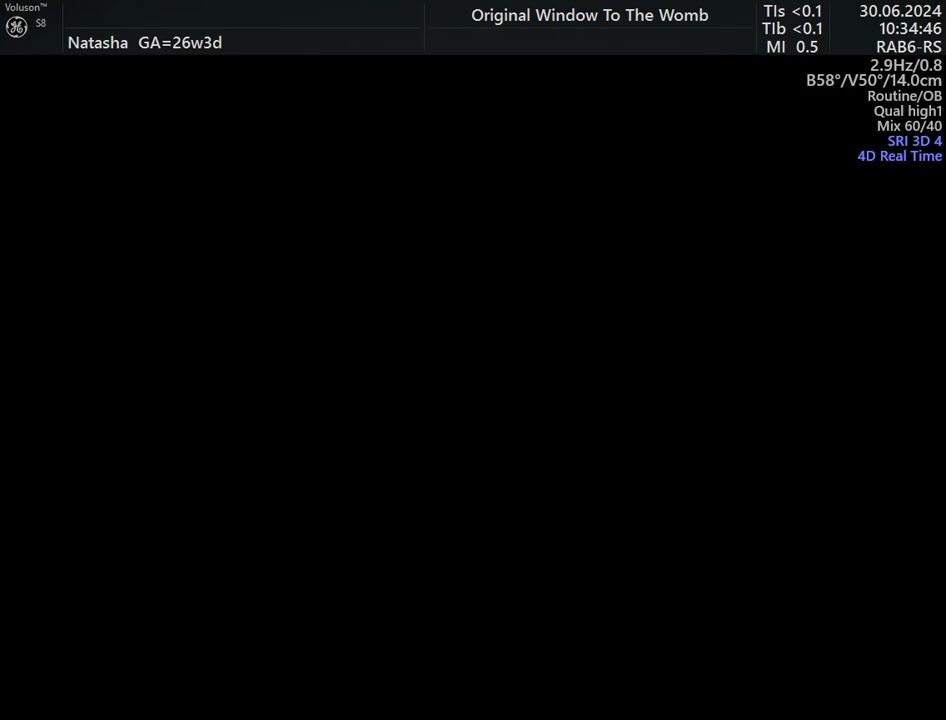 Voluson™
S8
Natasha GA=26w3d
Original Window To The Womb
TIs <0.1
TIb <0.1
MI 0.5
30.06.2024
10:34:46
RAB6-RS
2.9Hz/0.8
B58°/V50°/14.0cm
Routine/OB
Qual high1
Mix 60/40
SRI 3D 4
4D Real Time